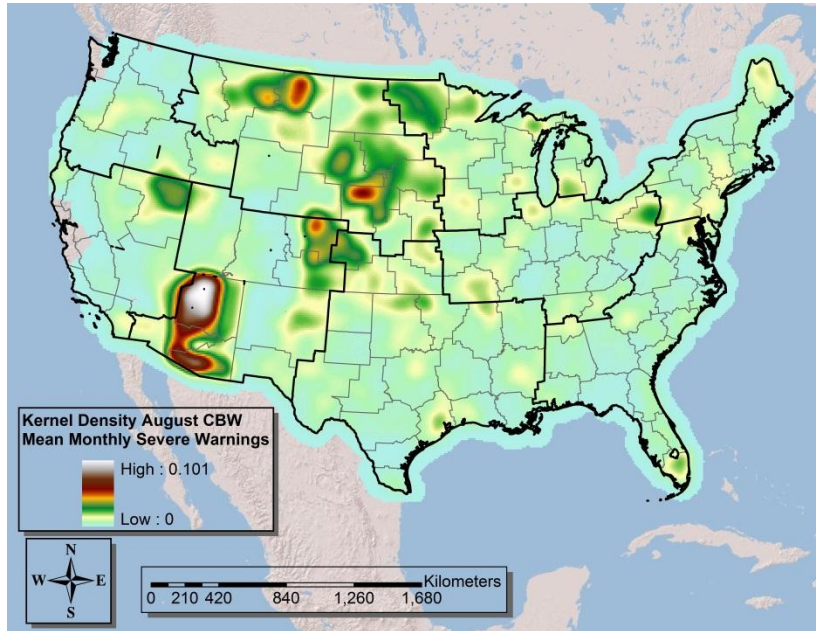 Kernel Density August CBW
Mean Monthly Severe Warnings
High : 0.101
Low : 0
N
W E
S
Kilometers
0 210 420 840 1,260 1,680